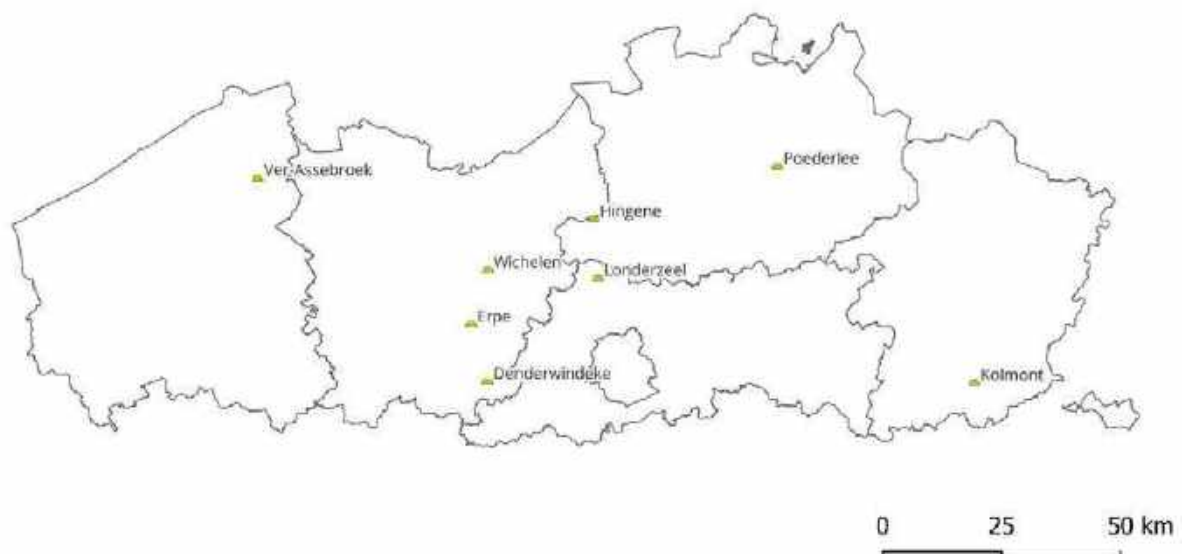 Ver-Assebroek
Poederlee
Hingene
Wichelen
Londerzeel
Erpe
Denderwindeke
Kolmont
0 25 50 km